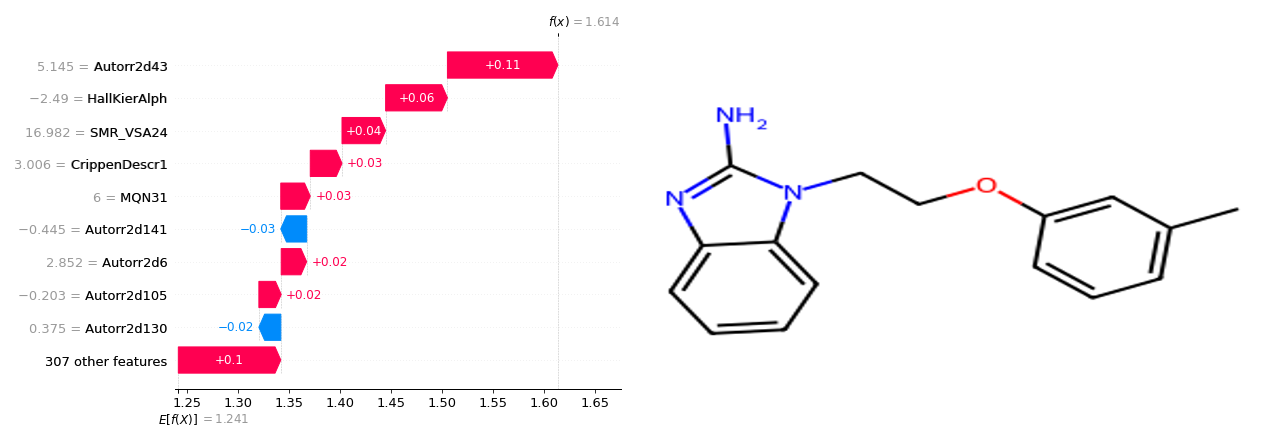 f(x) = 1.614
5.145 = Autorr2d43 +0.11
−2.49 = HallKierAlph +0.06
16.982 = SMR_VSA24 +0.04
3.006 = CrippenDescr1 +0.03
6 = MQN31 +0.03
−0.445 = Autorr2d141 −0.03
2.852 = Autorr2d6 +0.02
−0.203 = Autorr2d105 +0.02
0.375 = Autorr2d130 −0.02
307 other features +0.1
1.25 1.30 1.35 1.40 1.45 1.50 1.55 1.60 1.65
E[f(X)] = 1.241
NH2
N
N
O